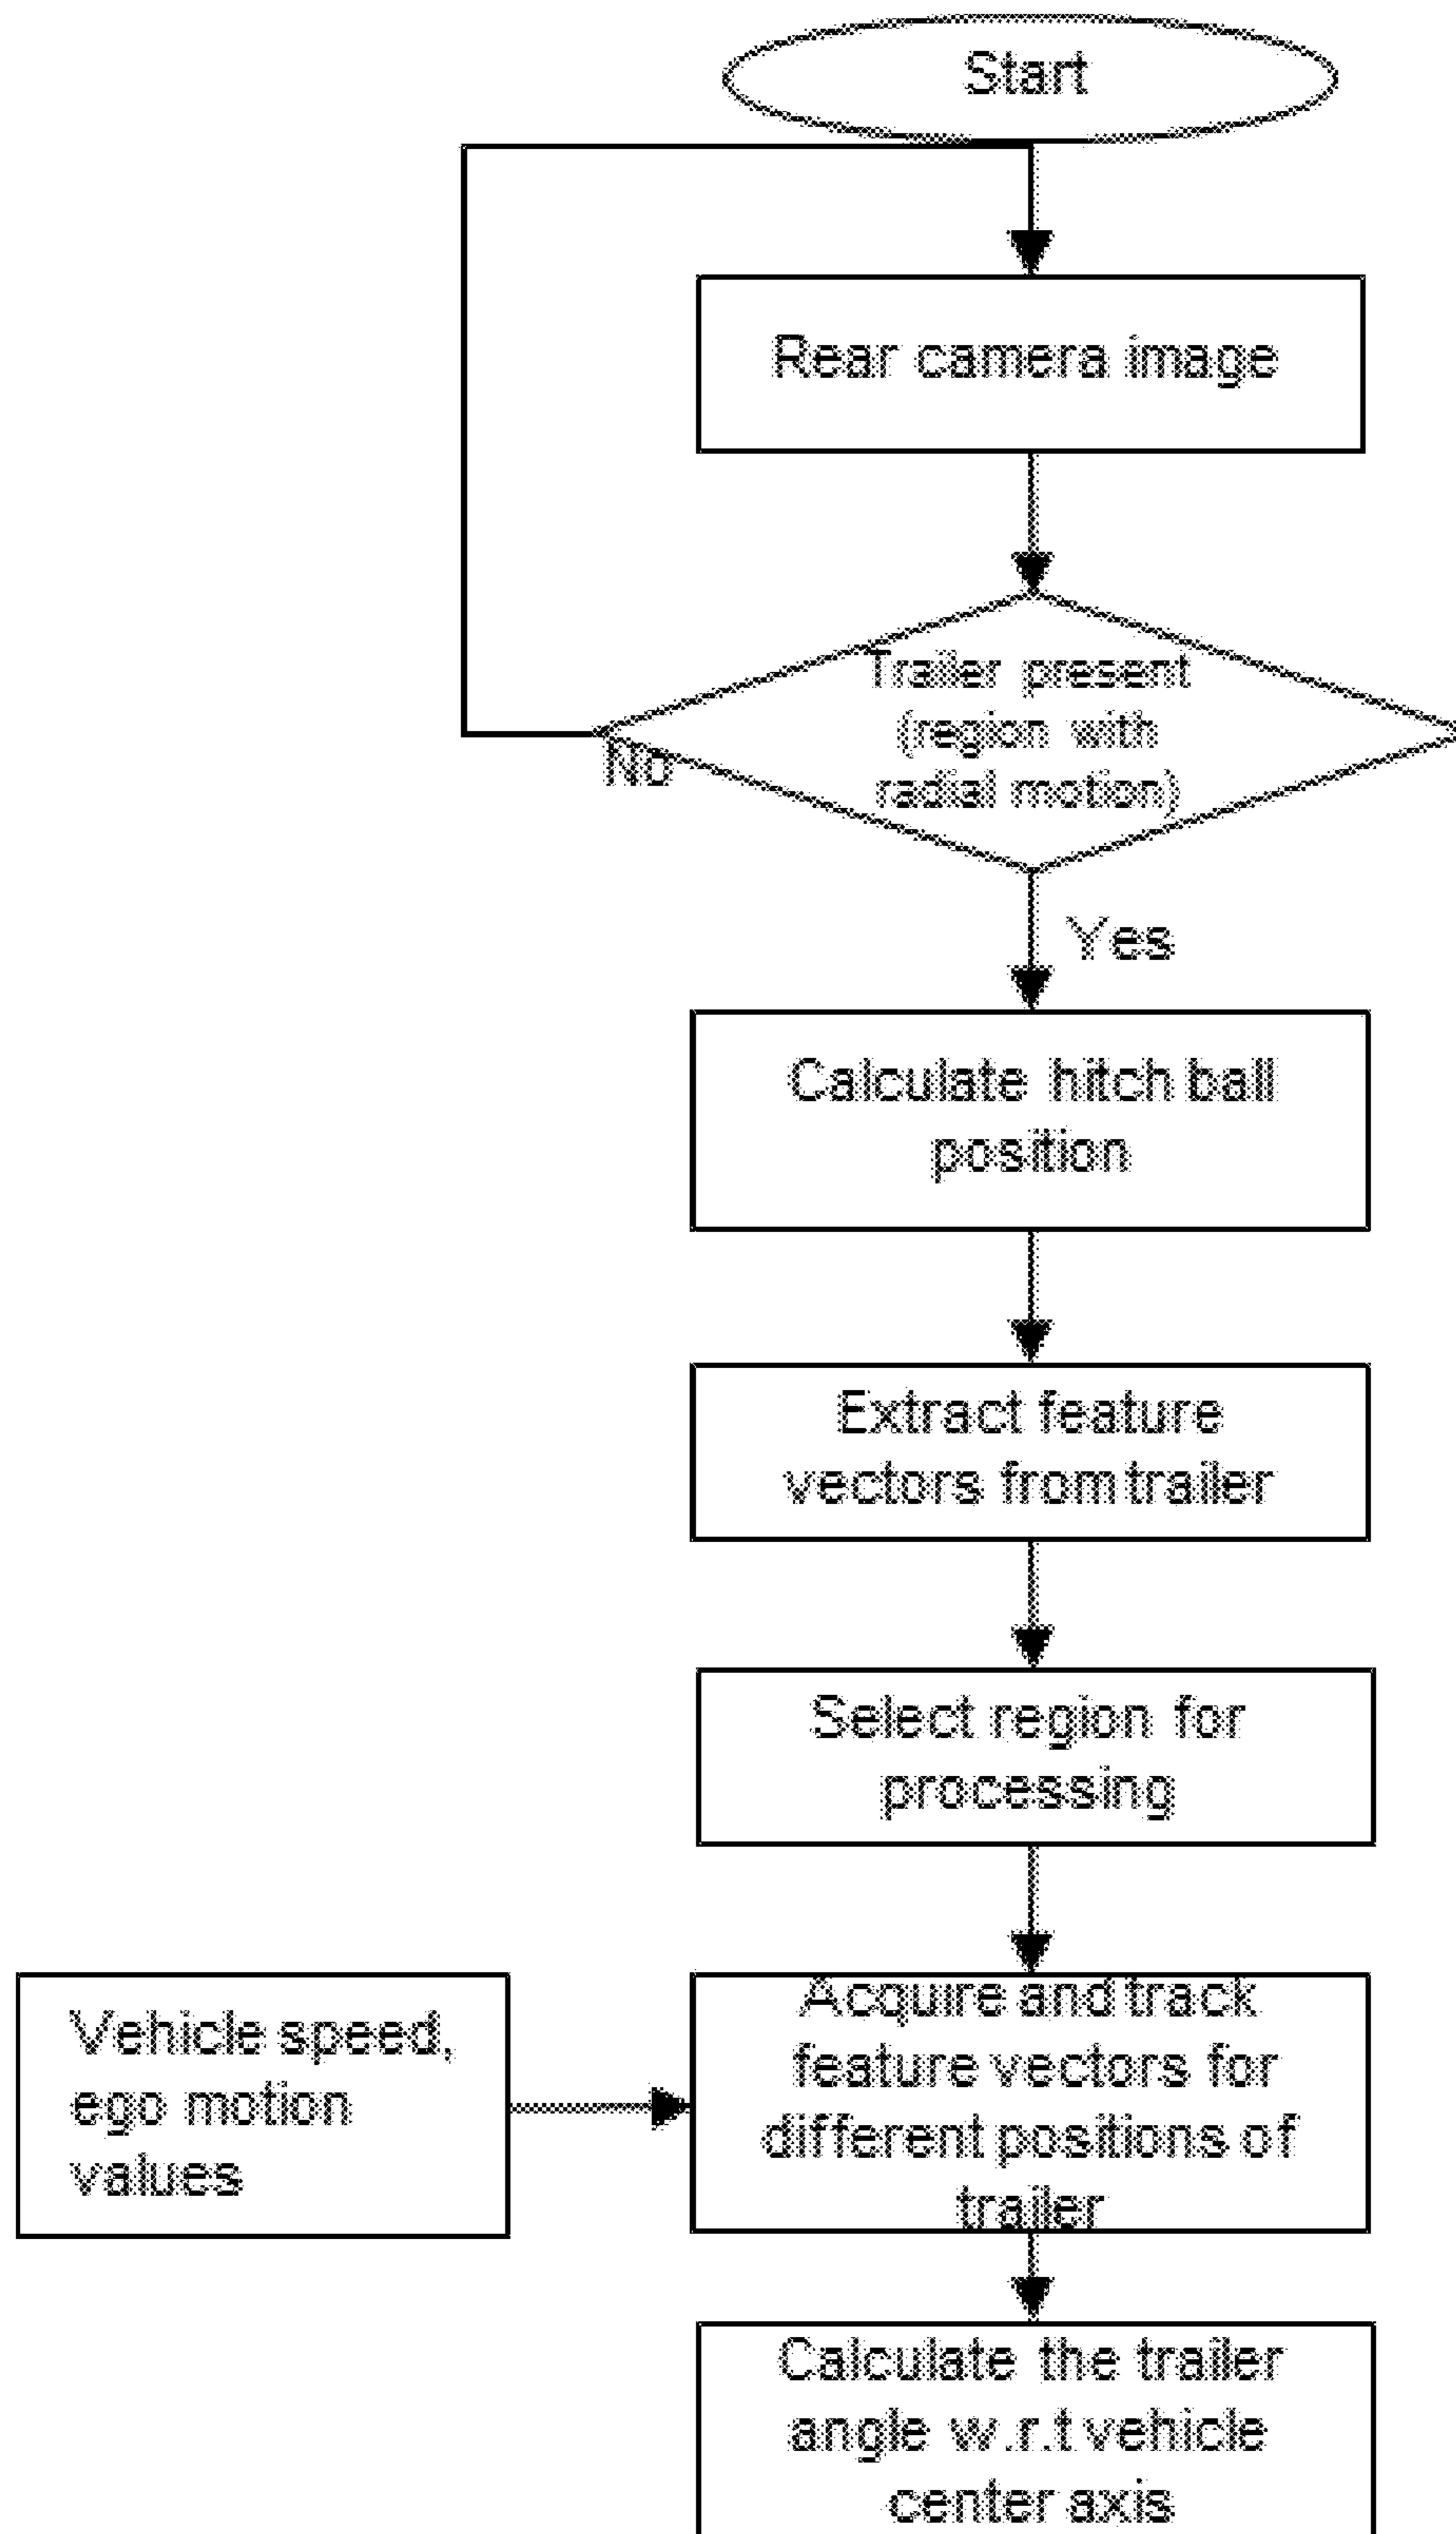 Start
Rear camera image
Trailer present
(region with
radial motion)
No
Yes
Calculate hitch ball
position
Extract feature
vectors from trailer
Select region for
processing
Vehicle speed,
ego motion
values
Acquire and track
feature vectors for
different positions of
trailer
Calculate the trailer
angle w.r.t vehicle
center axis